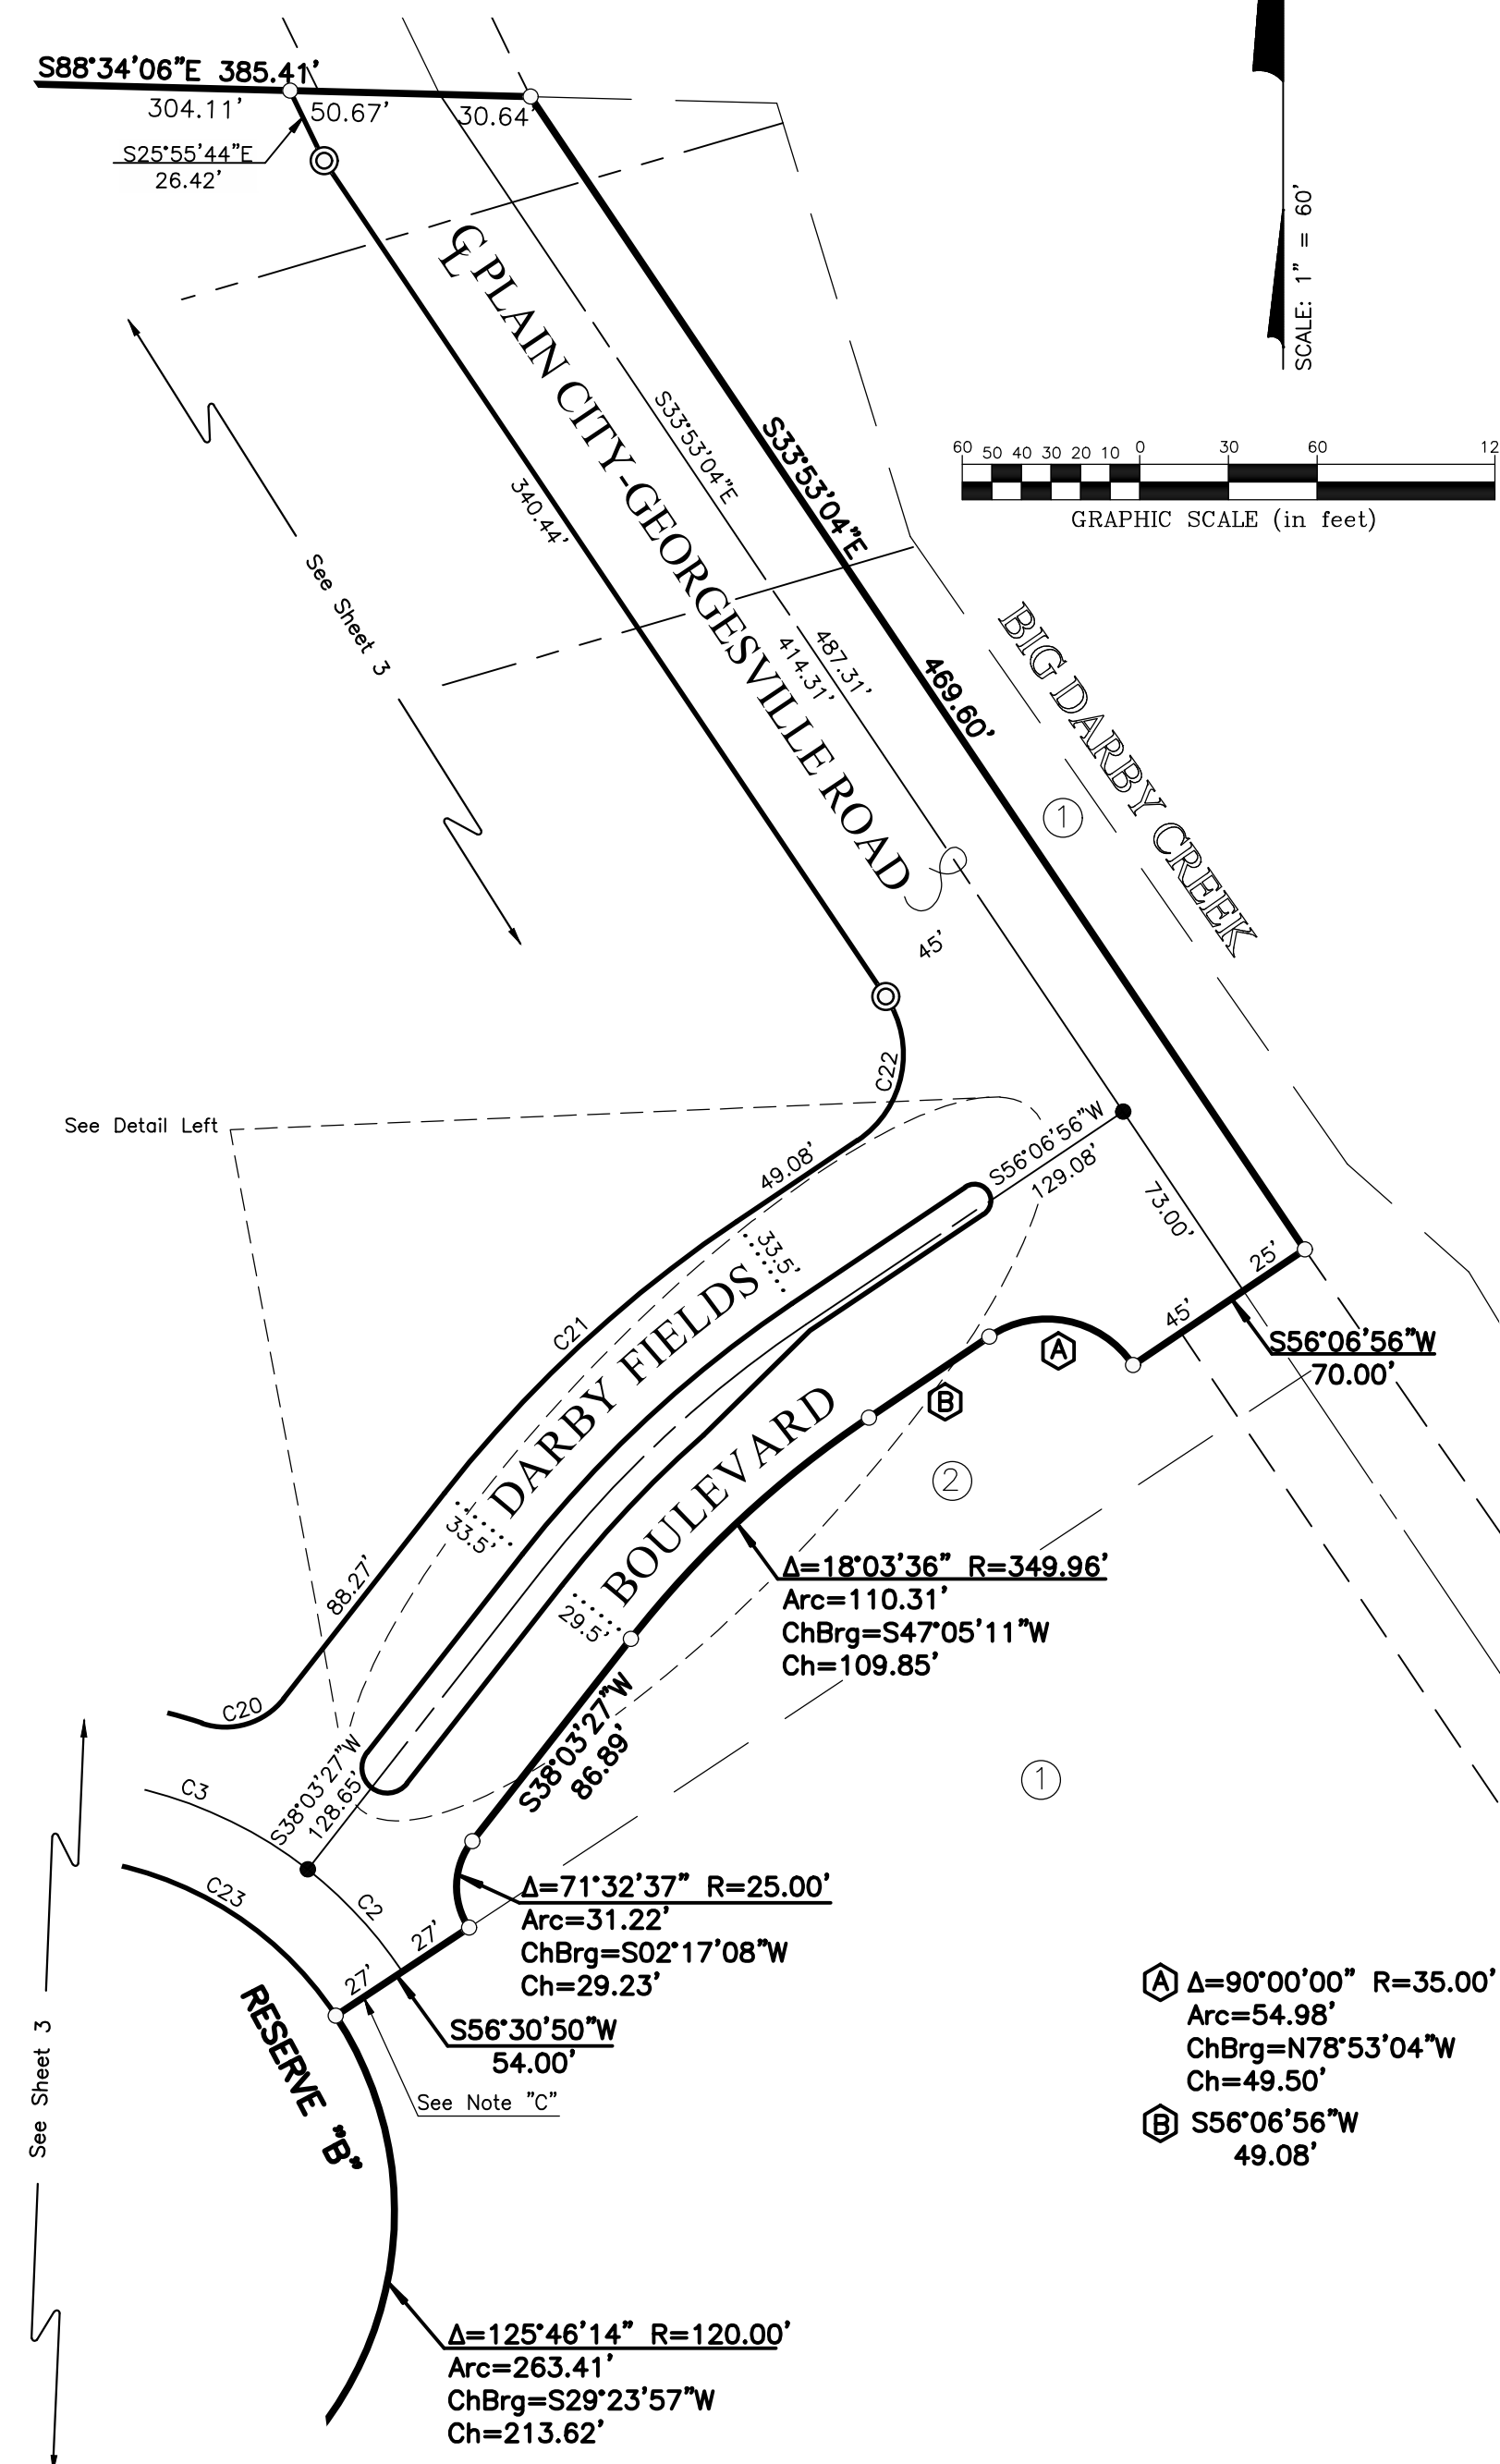 S88°34'06"E 385.41'
304.11'
50.67'
30.64'
S25°55'44"E
26.42'
SCALE: 1" = 60'
60 50 40 30 20 10 0 30 60 12
GRAPHIC SCALE (in feet)
℄ PLAIN CITY-GEORGESVILLE ROAD
S33°53'04"E
S33°53'04"E
340.44'
See Sheet 3
487.31'
414.31'
469.60'
BIG DARBY CREEK
1
45'
C22
See Detail Left
49.08'
S56°06'56"W
129.08'
73.00'
25'
45'
S56°06'56"W
70.00'
33.5'
C21
DARBY FIELDS
A
B
BOULEVARD
2
33.5'
29.5'
88.27'
Δ=18°03'36" R=349.96'
Arc=110.31'
ChBrg=S47°05'11"W
Ch=109.85'
C20
S38°03'27"W
86.89'
S38°03'27"W
128.65'
1
C3
C23
C2
27'
27'
Δ=71°32'37" R=25.00'
Arc=31.22'
ChBrg=S02°17'08"W
Ch=29.23'
S56°30'50"W
54.00'
See Note "C"
RESERVE "B"
See Sheet 3
A Δ=90°00'00" R=35.00'
Arc=54.98'
ChBrg=N78°53'04"W
Ch=49.50'
B S56°06'56"W
49.08'
Δ=125°46'14" R=120.00'
Arc=263.41'
ChBrg=S29°23'57"W
Ch=213.62'